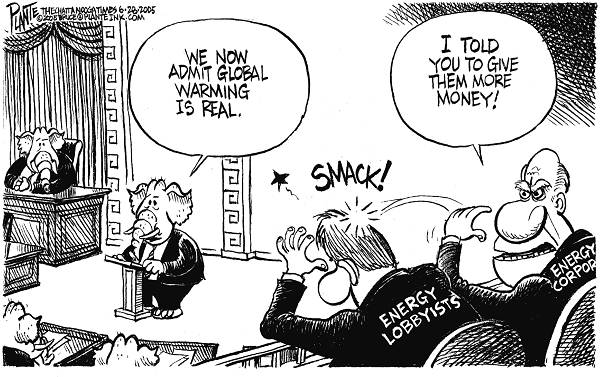 PLANTE THE CHATTANOOGA TIMES 6-28-2005
©2005 BRUCE@PLANTEINK.COM
WE NOW
ADMIT GLOBAL
WARMING
IS REAL.
I TOLD
YOU TO GIVE
THEM MORE
MONEY!
SMACK!
ENERGY
LOBBYISTS
ENERGY
CORPOR